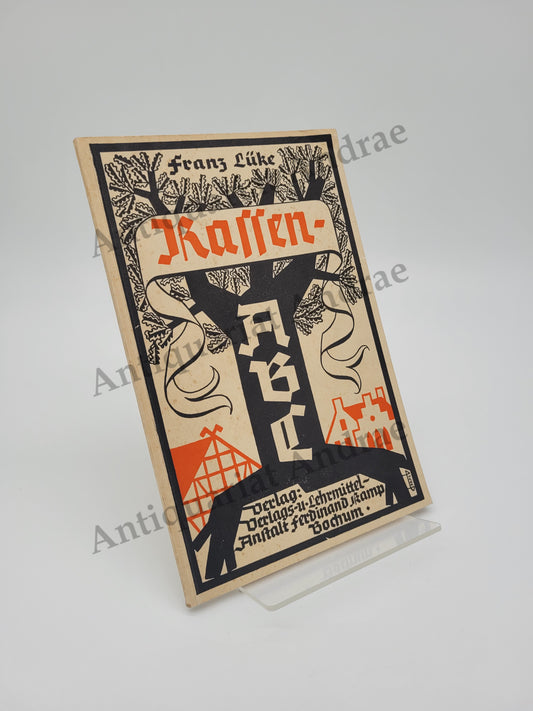 Franz Lüke
Rassen-
ABC
Verlag:
Verlags-u-Lehrmittel-
Anstalt Ferdinand Kamp
Bochum.
Antiquariat Andrae
Antiquariat Andrae
Antiquariat Andrae